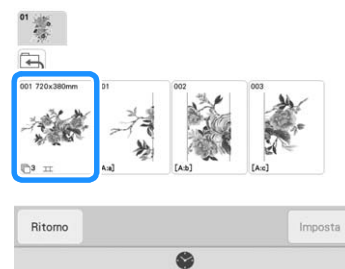 01
001 720x380mm
01
002
003
3
A:a]
[A:b]
[A:c]
Ritorno
Imposta